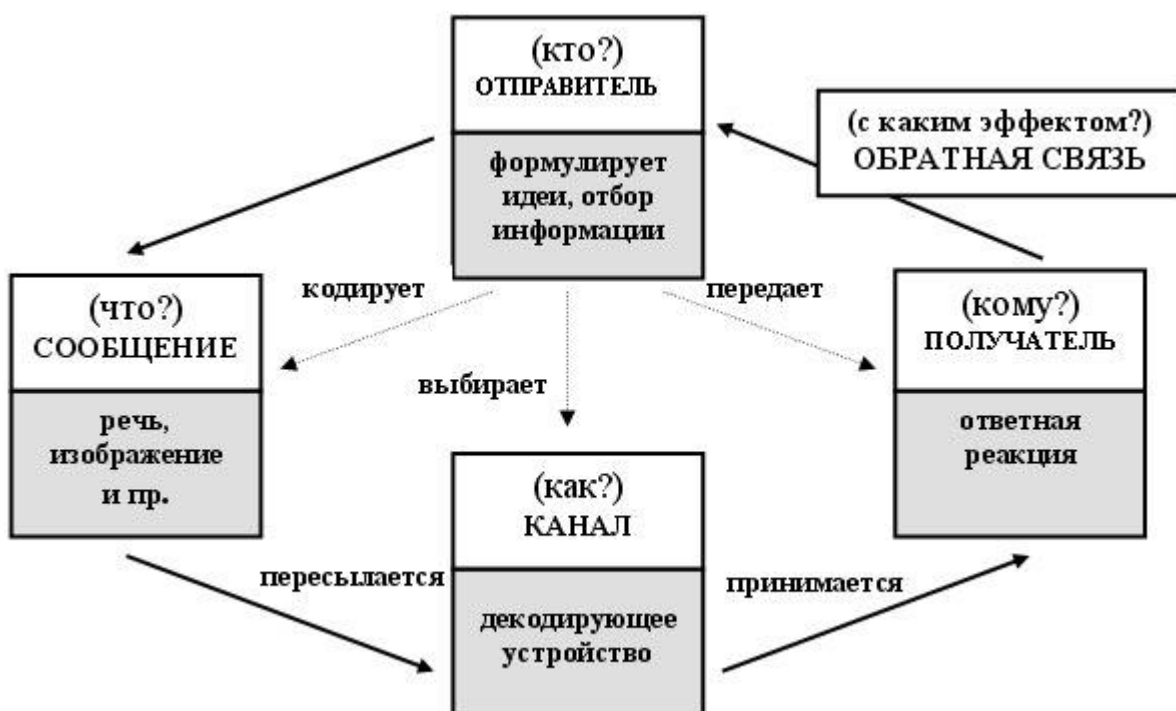 (кто?)
ОТПРАВИТЕЛЬ
формулирует
идеи, отбор
информации
(с каким эффектом?)
ОБРАТНАЯ СВЯЗЬ
кодирует
передает
выбирает
(что?)
СООБЩЕНИЕ
речь,
изображение
и пр.
(кому?)
ПОЛУЧАТЕЛЬ
ответная
реакция
(как?)
КАНАЛ
декодирующее
устройство
пересылается
принимается